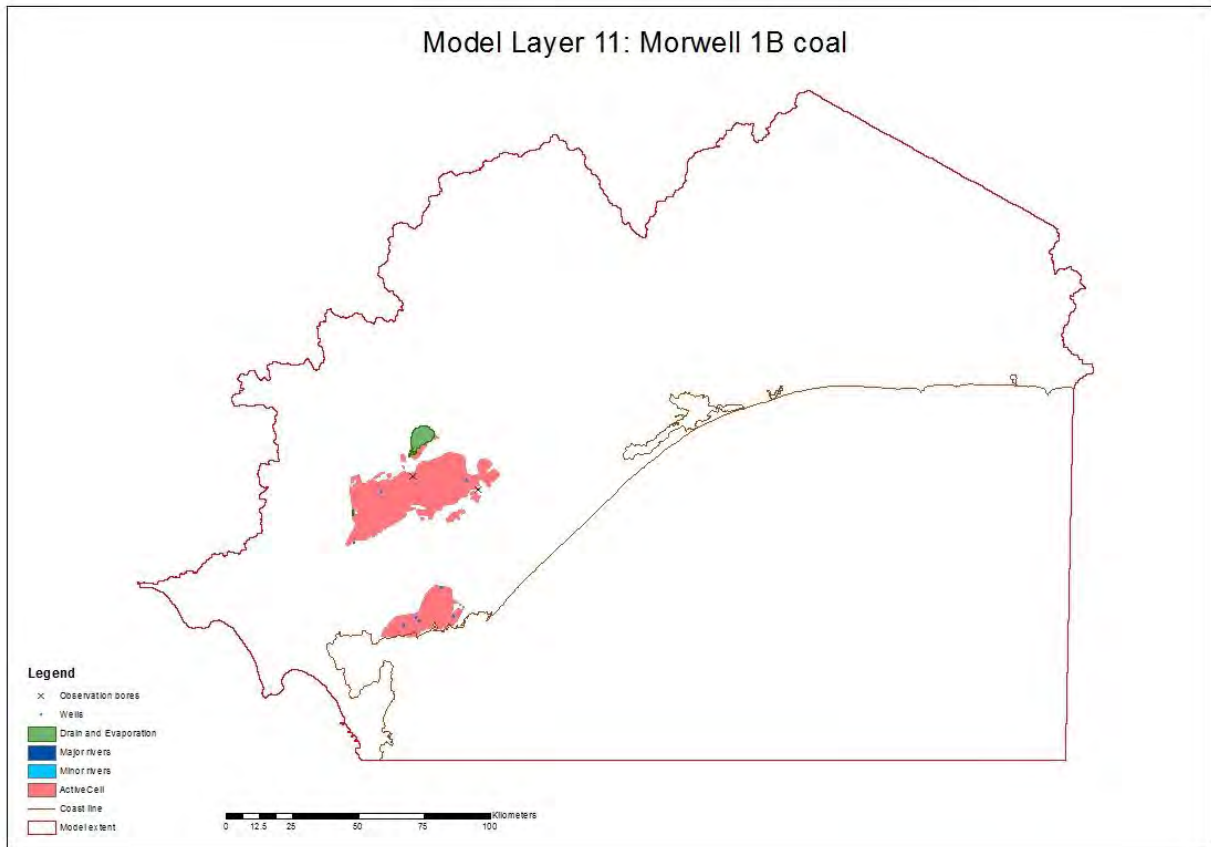 Model Layer 11: Morwell 1B coal
Legend
Observation bores
Wells
Drain and Evaporation
Major rivers
Minor rivers
ActiveCell
Coast line
Model extent
Kilometers
0 12.5 25 50 75 100